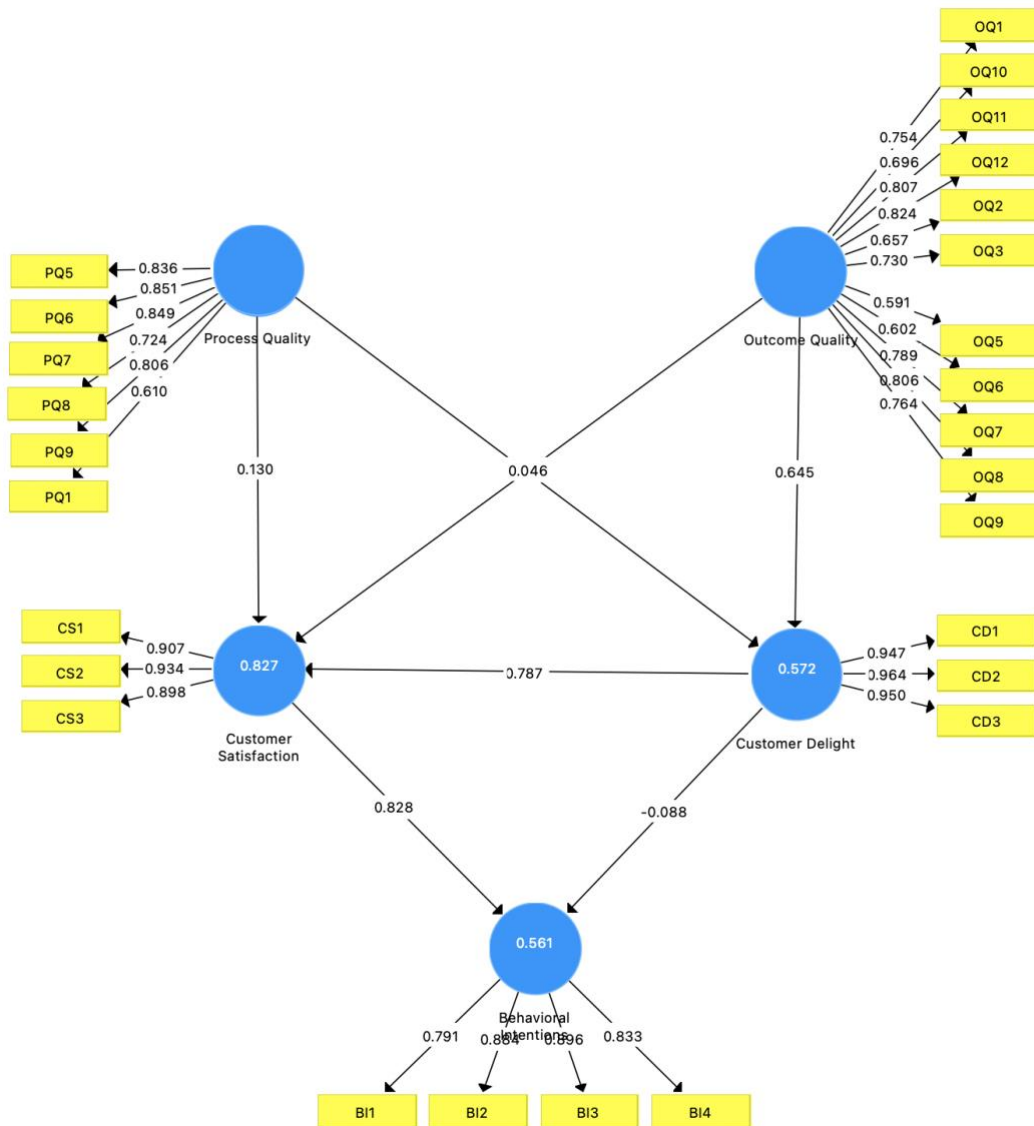 OQ1
OQ10
OQ11
OQ12
OQ2
OQ3
0.754
0.696
0.807
0.824
0.657
0.730
PQ5
PQ6
PQ7
PQ8
PQ9
PQ1
0.836
0.851
0.849
0.724
0.806
0.610
Process Quality
Outcome Quality
0.591
0.602
0.789
0.806
0.764
OQ5
OQ6
OQ7
OQ8
OQ9
0.130
0.046
0.645
CS1
CS2
CS3
0.907
0.934
0.898
0.827
Customer
Satisfaction
0.787
0.572
Customer Delight
0.947
0.964
0.950
CD1
CD2
CD3
0.828
-0.088
0.561
Behavioral
Intentions
0.791
0.884
0.896
0.833
BI1
BI2
BI3
BI4